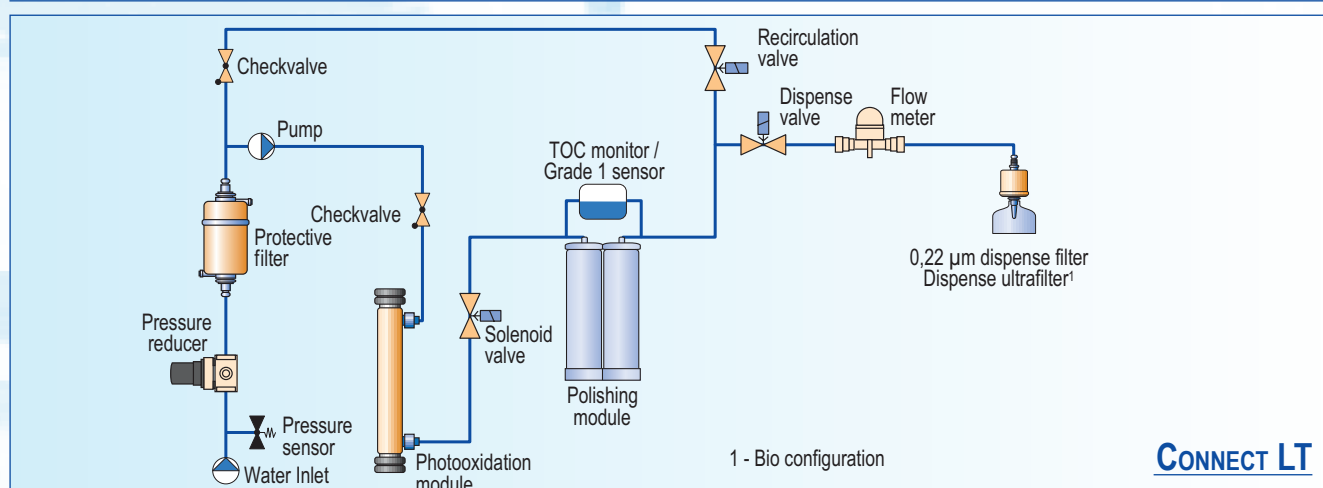 Recirculation
valve
Checkvalve
Dispense
valve
Flow
meter
Pump
TOC monitor /
Grade 1 sensor
Checkvalve
Protective
filter
0,22 µm dispense filter
Dispense ultrafilter¹
Pressure
reducer
Solenoid
valve
Polishing
module
Pressure
sensor
Water Inlet
Photooxidation
module
1 - Bio configuration
CONNECT LT